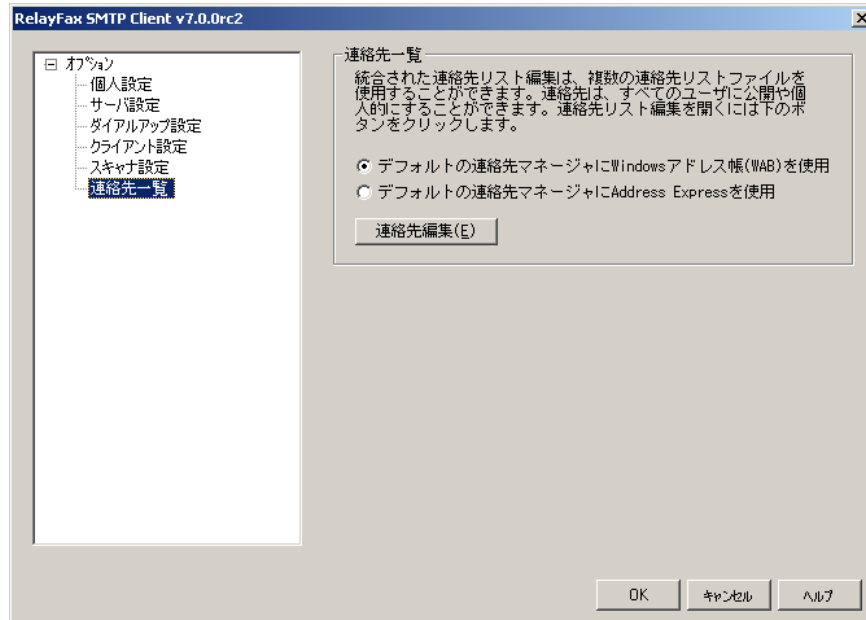 RelayFax SMTP Client v7.0.0rc2
ｵﾌﾟｼｮﾝ
個人設定
サーバ設定
ダイアルアップ設定
クライアント設定
スキャナ設定
連絡先一覧
連絡先一覧
統合された連絡先リスト編集は、複数の連絡先リストファイルを
使用することができます。連絡先は、すべてのユーザに公開や個
人的にすることができます。連絡先リスト編集を開くには下のボ
タンをクリックします。
デフォルトの連絡先マネージャにWindowsアドレス帳(WAB)を使用
デフォルトの連絡先マネージャにAddress Expressを使用
連絡先編集(E)
OK
ｷｬﾝｾﾙ
ﾍﾙﾌﾟ